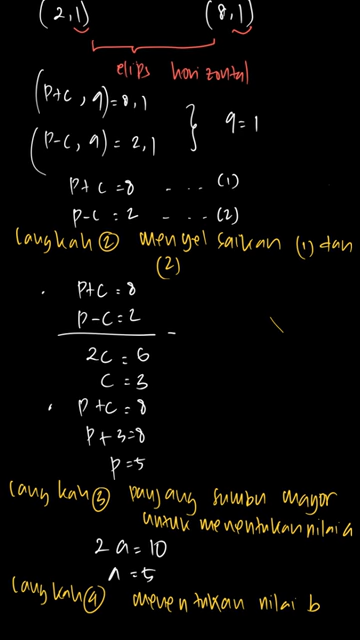 (2,1) (8,1)
elips horizontal
(p+c, q) = 8,1
(p-c, q) = 2,1 } q = 1
p+c = 8 - .. ... (1)
p-c = 2 .... ... (2)
Langkah ② menyelsaikan (1) dan
(2)
. p+c = 8
p-c = 2
2c = 6
c = 3
. p+c = 8
p+3 = 8
p = 5
Langkah ③ panjang sumbu mayor
untuk menentukan nilai a
2a = 10
a = 5
Langkah ④ menentukan nilai b